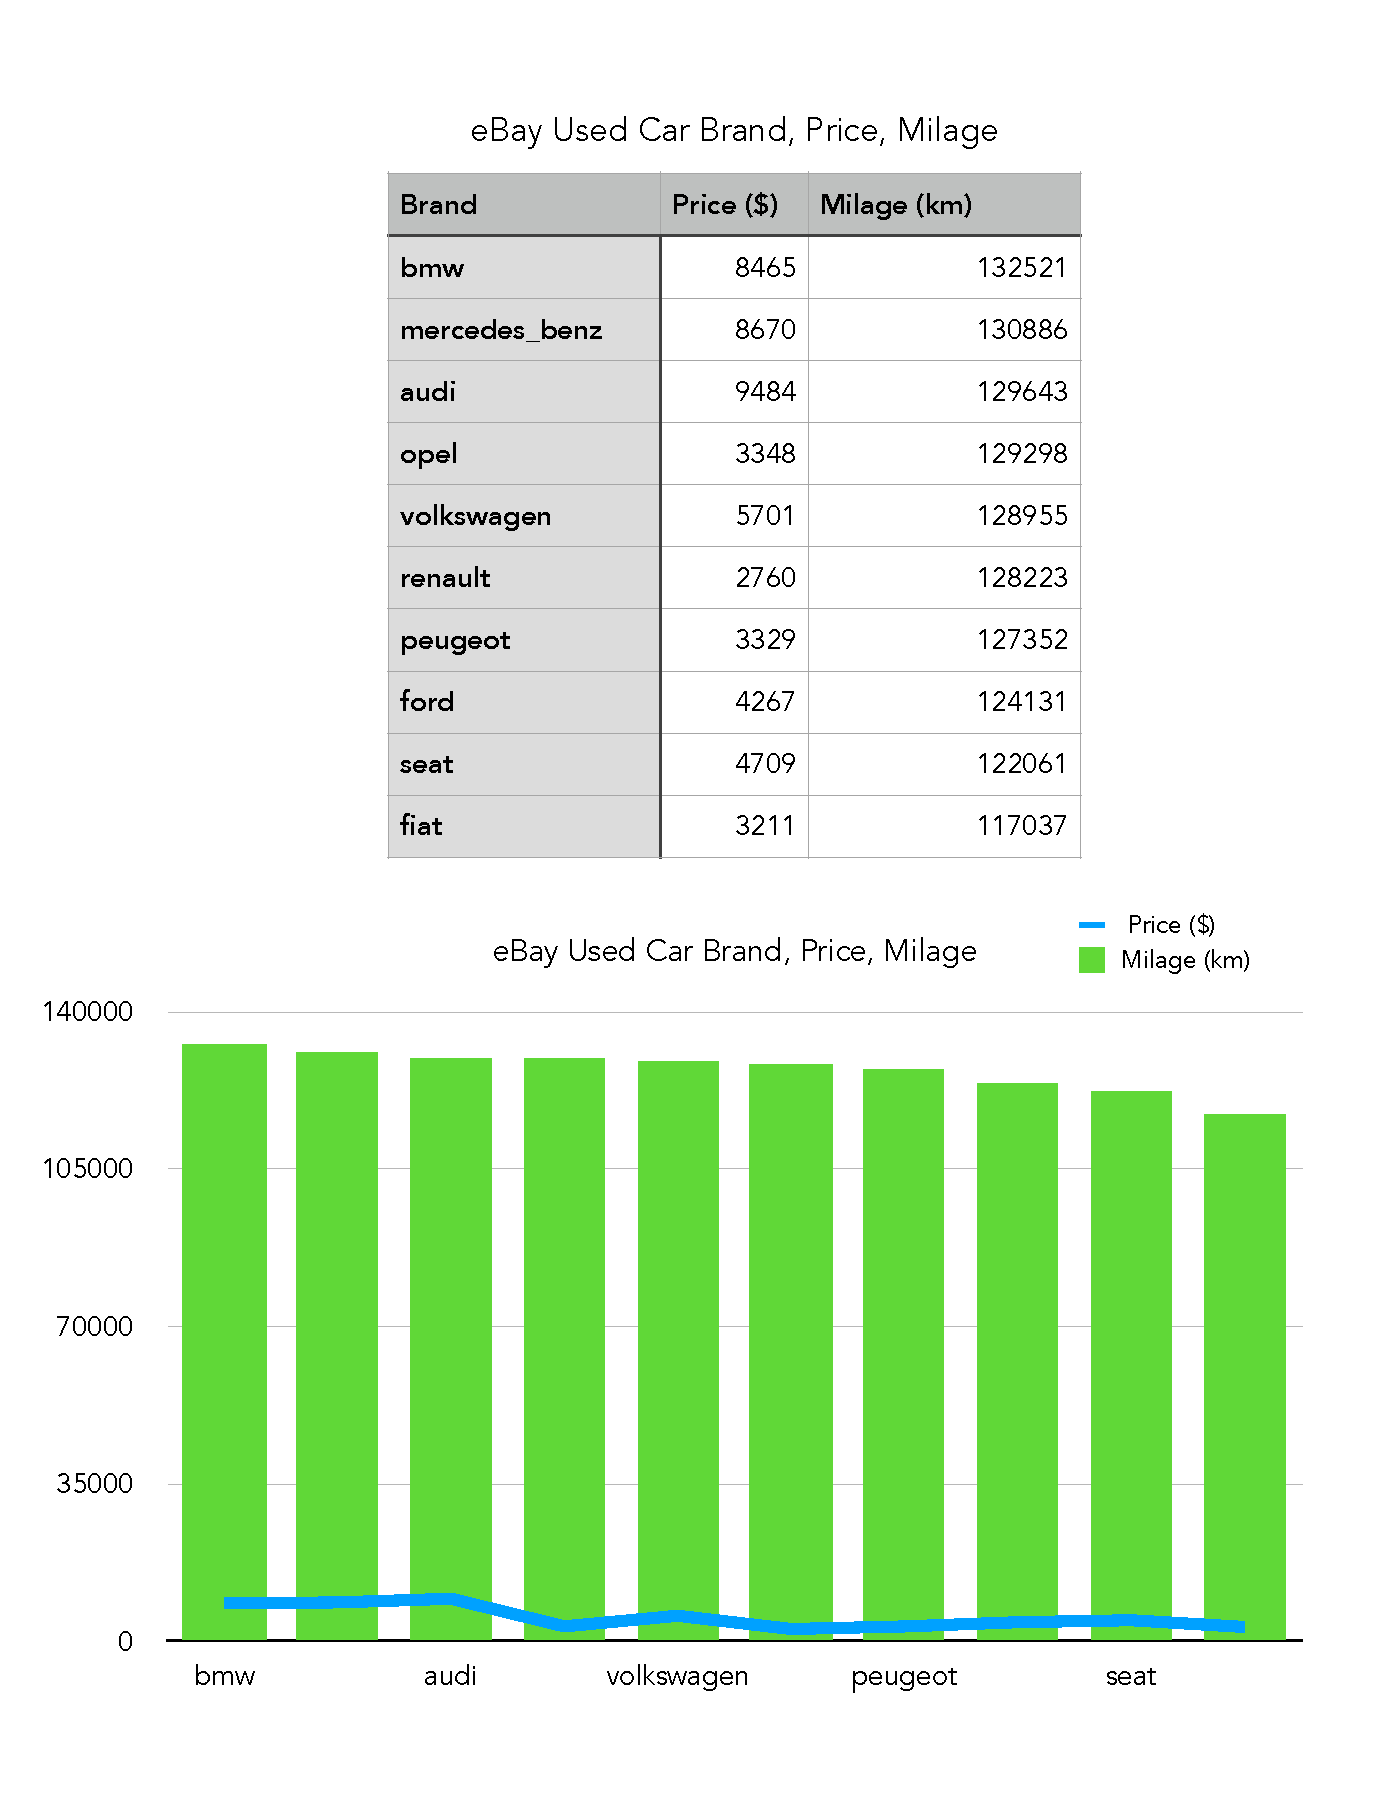 eBay Used Car Brand, Price, Milage
Brand Price ($) Milage (km)
bmw 8465 132521
mercedes_benz 8670 130886
audi 9484 129643
opel 3348 129298
volkswagen 5701 128955
renault 2760 128223
peugeot 3329 127352
ford 4267 124131
seat 4709 122061
fiat 3211 117037
Price ($)
eBay Used Car Brand, Price, Milage
Milage (km)
140000
105000
70000
35000
0
bmw audi volkswagen peugeot seat